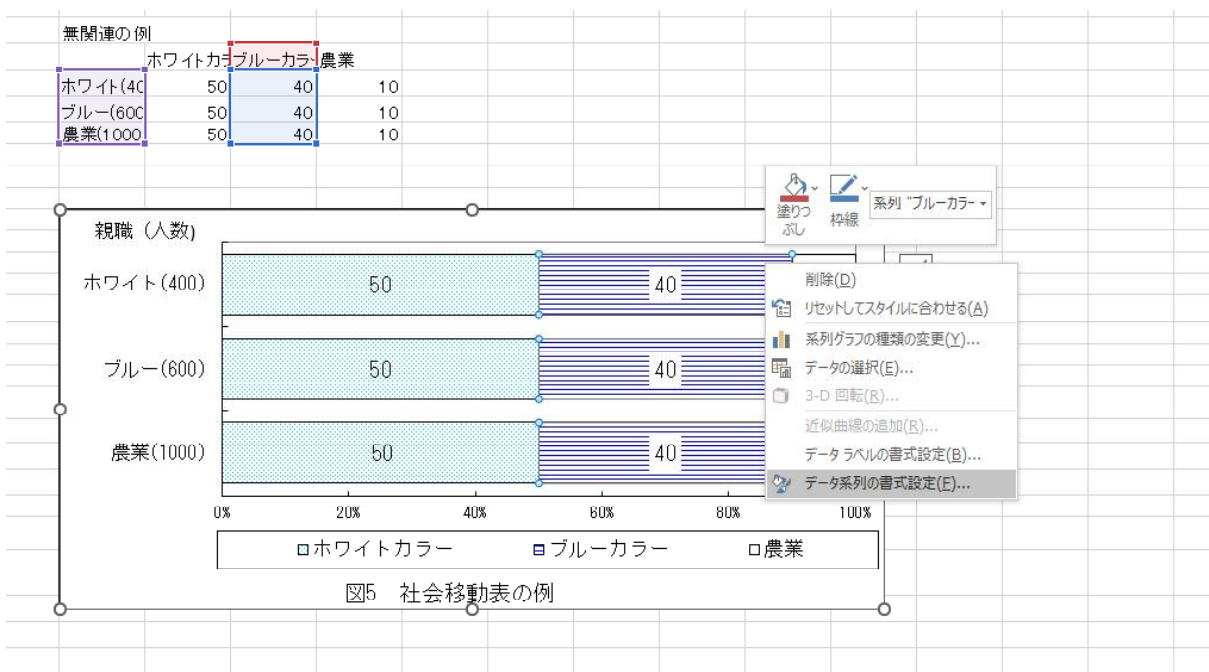 無関連の例
ホワイトカラ ブルーカラー 農業
ホワイト(40 50 40 10
ブルー(600 50 40 10
農業(1000 50 40 10
塗りつぶし 枠線 系列 "ブルーカラー
親職（人数)
ホワイト(400) 50 40
ブルー(600) 50 40
農業(1000) 50 40
0% 20% 40% 60% 80% 100%
ホワイトカラー ブルーカラー 農業
図5 社会移動表の例
削除(D)
リセットしてスタイルに合わせる(A)
系列グラフの種類の変更(Y)...
データの選択(E)...
3-D 回転(R)...
近似曲線の追加(R)...
データ ラベルの書式設定(B)...
データ系列の書式設定(F)...